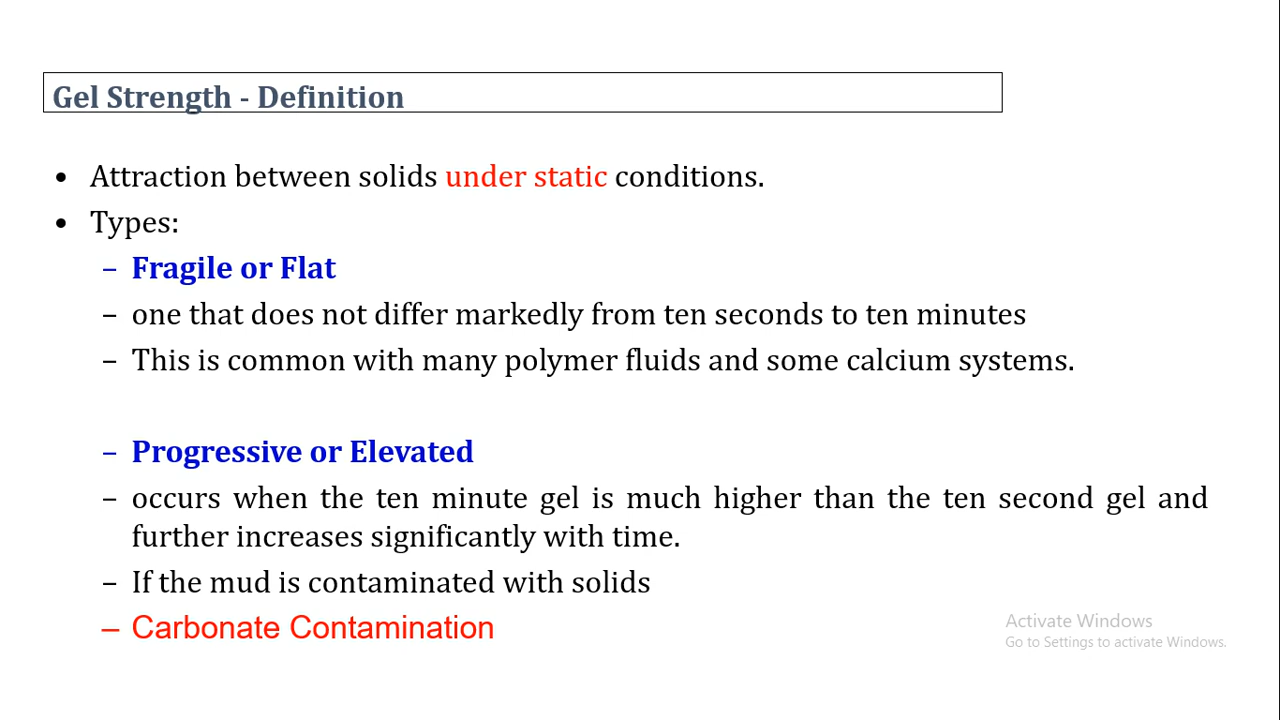 Gel Strength - Definition
• Attraction between solids under static conditions.
• Types:
– Fragile or Flat
– one that does not differ markedly from ten seconds to ten minutes
– This is common with many polymer fluids and some calcium systems.
– Progressive or Elevated
– occurs when the ten minute gel is much higher than the ten second gel and
further increases significantly with time.
– If the mud is contaminated with solids
– Carbonate Contamination
Activate Windows
Go to Settings to activate Windows.